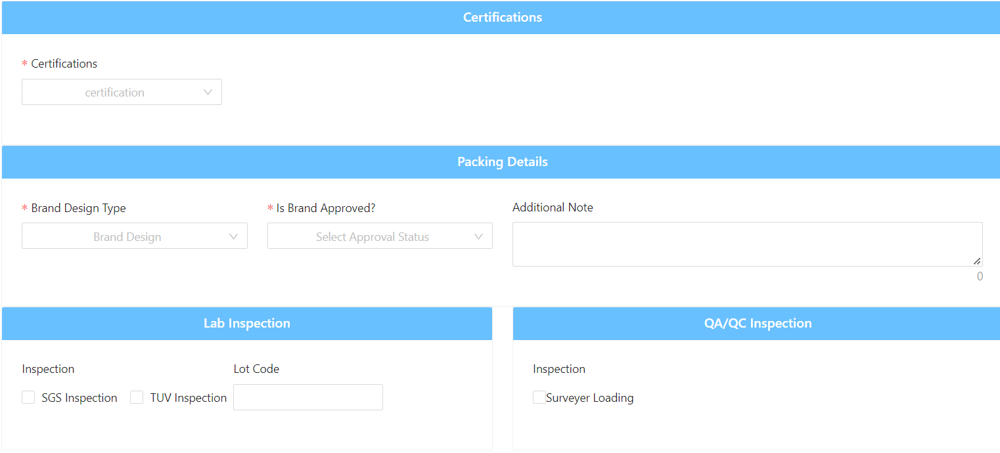 Certifications
* Certifications
certification
Packing Details
* Brand Design Type
* Is Brand Approved?
Additional Note
Brand Design
Select Approval Status
0
Lab Inspection
QA/QC Inspection
Inspection
Lot Code
Inspection
SGS Inspection
TUV Inspection
Surveyer Loading